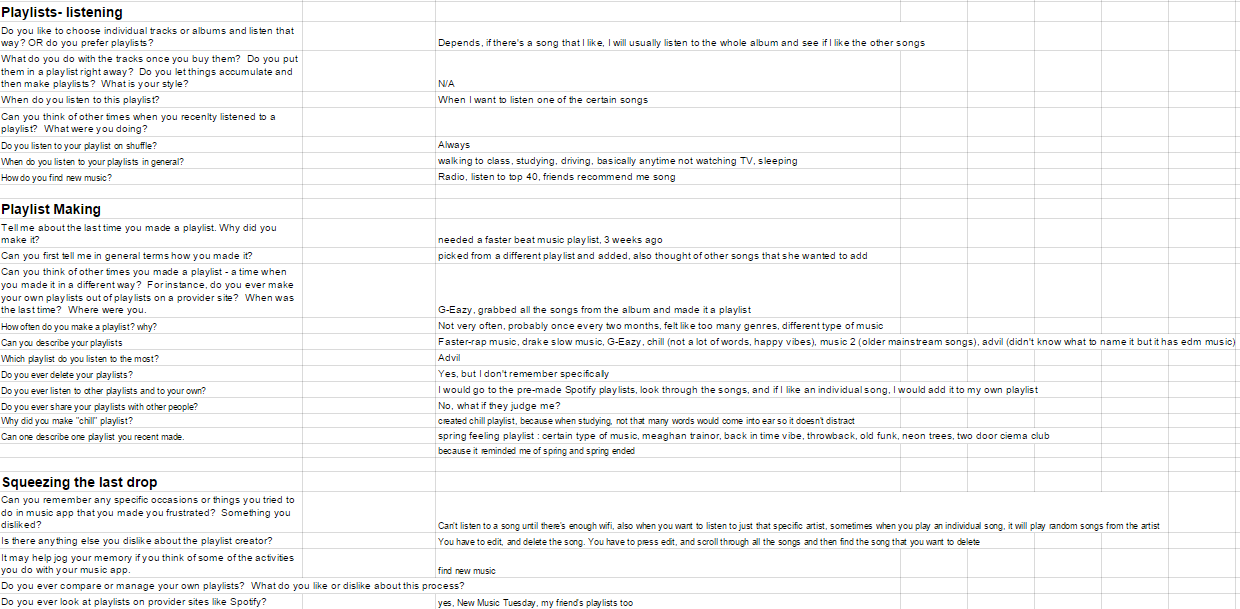 Playlists- listening
Do you like to choose individual tracks or albums and listen that
way? OR do you prefer playlists?
Depends, if there's a song that I like, I will usually listen to the whole album and see if I like the other songs
What do you do with the tracks once you buy them? Do you put
them in a playlist right away? Do you let things accumulate and
then make playlists? What is your style?
N/A
When do you listen to this playlist?
When I want to listen one of the certain songs
Can you think of other times when you recenlty listened to a
playlist? What were you doing?
Do you listen to your playlist on shuffle?
Always
When do you listen to your playlists in general?
walking to class, studying, driving, basically anytime not watching TV, sleeping
How do you find new music?
Radio, listen to top 40, friends recommend me song
Playlist Making
Tell me about the last time you made a playlist. Why did you
make it?
needed a faster beat music playlist, 3 weeks ago
Can you first tell me in general terms how you made it?
picked from a different playlist and added, also thought of other songs that she wanted to add
Can you think of other times you made a playlist - a time when
you made it in a different way? For instance, do you ever make
your own playlists out of playlists on a provider site? When was
the last time? Where were you.
G-Eazy, grabbed all the songs from the album and made it a playlist
How often do you make a playlist? why?
Not very often, probably once every two months, felt like too many genres, different type of music
Can you describe your playlists
Faster-rap music, drake slow music, G-Eazy, chill (not a lot of words, happy vibes), music 2 (older mainstream songs), advil (didn't know what to name it but it has edm music)
Which playlist do you listen to the most?
Advil
Do you ever delete your playlists?
Yes, but I don't remember specifically
Do you ever listen to other playlists and to your own?
I would go to the pre-made Spotify playlists, look through the songs, and if I like an individual song, I would add it to my own playlist
Do you ever share your playlists with other people?
No, what if they judge me?
Why did you make "chill" playlist?
created chill playlist, because when studying, not that many words would come into ear so it doesn't distract
Can one describe one playlist you recent made.
spring feeling playlist : certain type of music, meaghan trainor, back in time vibe, throwback, old funk, neon trees, two door ciema club
because it reminded me of spring and spring ended
Squeezing the last drop
Can you remember any specific occasions or things you tried to
do in music app that you made you frustrated? Something you
disliked?
Can't listen to a song until there's enough wifi, also when you want to listen to just that specific artist, sometimes when you play an individual song, it will play random songs from the artist
Is there anything else you dislike about the playlist creator?
You have to edit, and delete the song. You have to press edit, and scroll through all the songs and then find the song that you want to delete
It may help jog your memory if you think of some of the activities
you do with your music app.
find new music
Do you ever compare or manage your own playlists? What do you like or dislike about this process?
Do you ever look at playlists on provider sites like Spotify?
yes, New Music Tuesday, my friend's playlists too